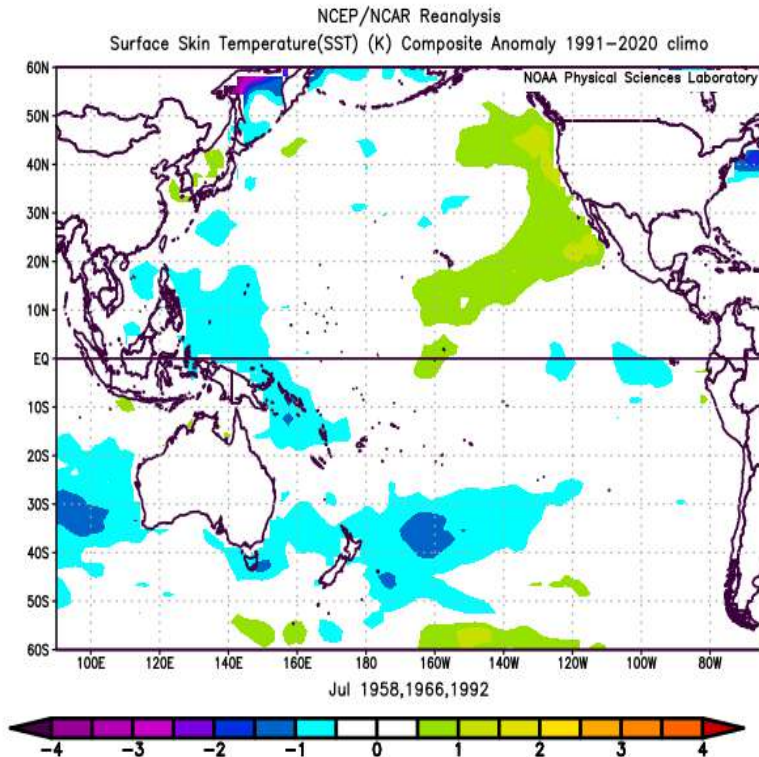 NCEP/NCAR Reanalysis
Surface Skin Temperature(SST) (K) Composite Anomaly 1991-2020 climo
NOAA Physical Sciences Laboratory
60N
50N
40N
30N
20N
10N
EQ
10S
20S
30S
40S
50S
60S
100E 120E 140E 160E 180 160W 140W 120W 100W 80W
Jul 1958,1966,1992
-4 -3 -2 -1 0 1 2 3 4